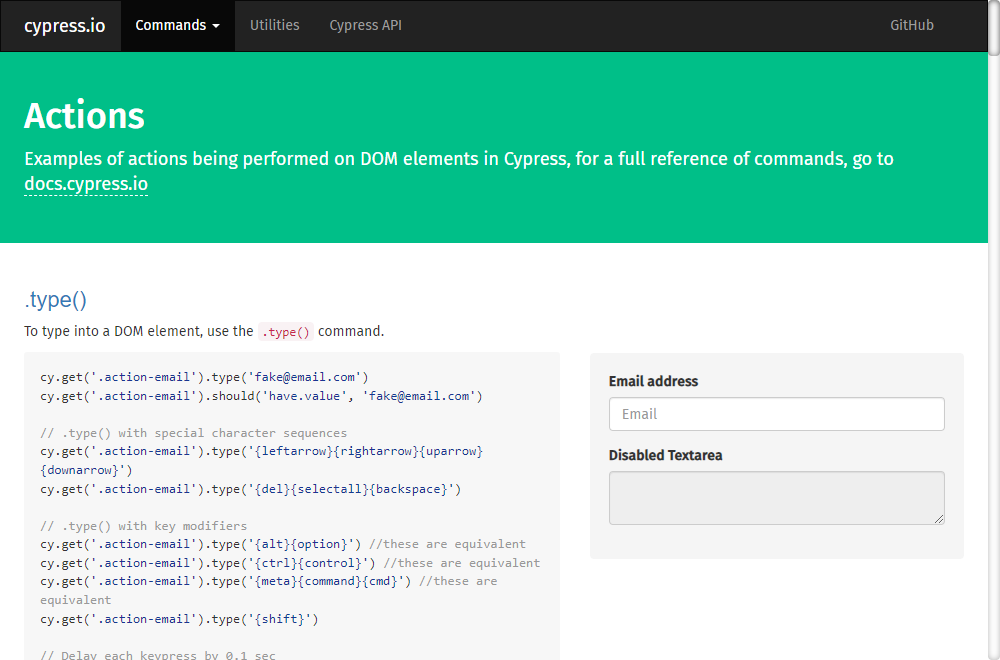 cypress.io Commands Utilities Cypress API GitHub
Actions
Examples of actions being performed on DOM elements in Cypress, for a full reference of commands, go to
docs.cypress.io
.type()
To type into a DOM element, use the .type() command.
cy.get('.action-email').type('fake@email.com')
cy.get('.action-email').should('have.value', 'fake@email.com')
// .type() with special character sequences
cy.get('.action-email').type('{leftarrow}{rightarrow}{uparrow}
{downarrow}')
cy.get('.action-email').type('{del}{selectall}{backspace}')
// .type() with key modifiers
cy.get('.action-email').type('{alt}{option}') //these are equivalent
cy.get('.action-email').type('{ctrl}{control}') //these are equivalent
cy.get('.action-email').type('{meta}{command}{cmd}') //these are
equivalent
cy.get('.action-email').type('{shift}')
// Delay each keypress by 0.1 sec
Email address
Email
Disabled Textarea